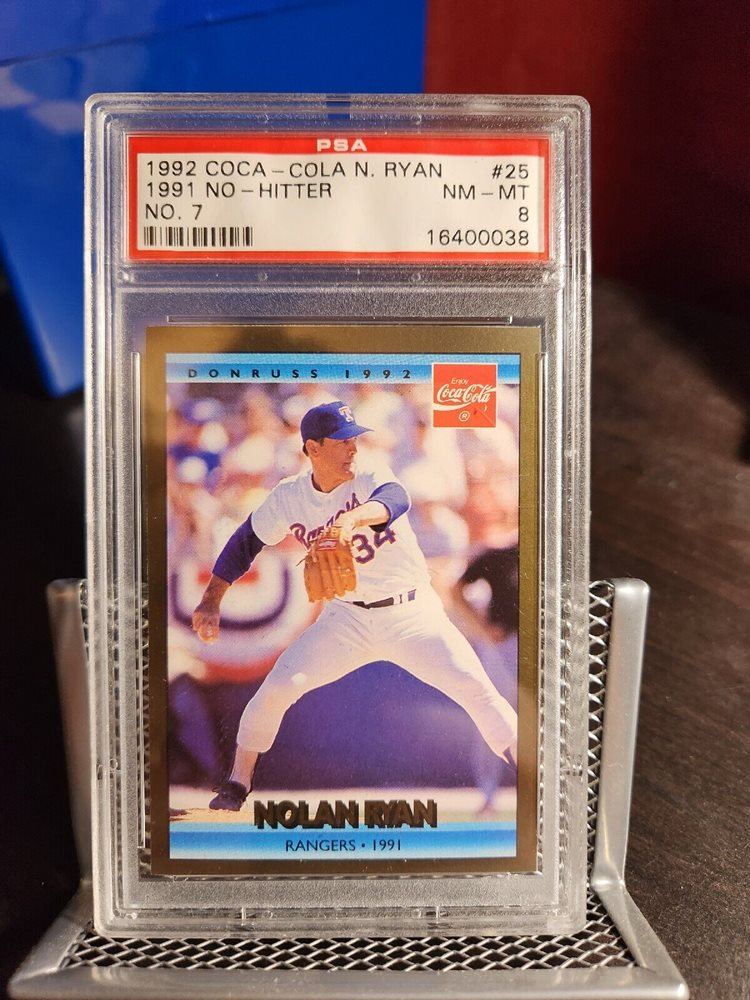 PSA
1992 COCA-COLA N. RYAN #25
1991 NO-HITTER NM-MT
NO. 7 8
16400038
DONRUSS 1992
Enjoy
Coca-Cola
®
Rangers
34
NOLAN RYAN
RANGERS • 1991